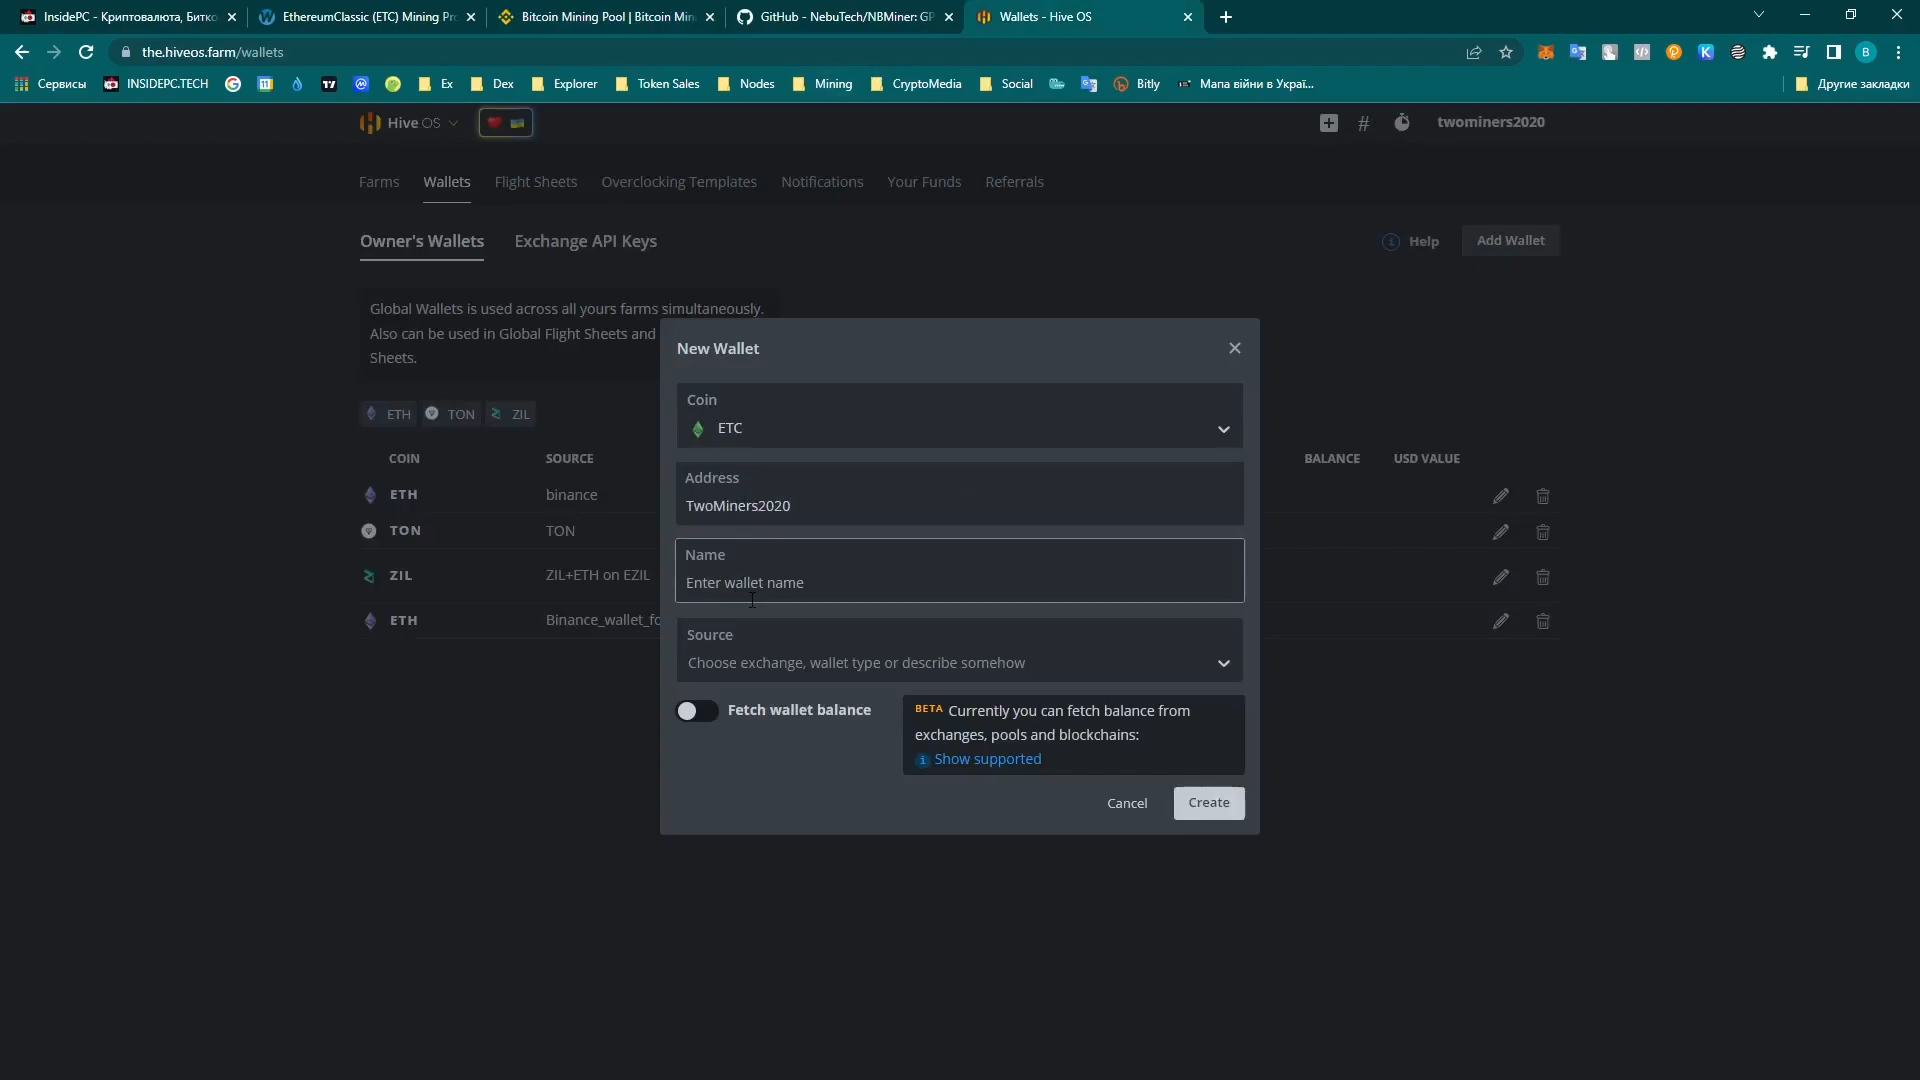 InsidePC - Криптовалюта, Битко
EthereumClassic (ETC) Mining Pro
Bitcoin Mining Pool | Bitcoin Min
GitHub - NebuTech/NBMiner: GP
Wallets - Hive OS
the.hiveos.farm/wallets
Сервисы
INSIDEPC.TECH
Ex
Dex
Explorer
Token Sales
Nodes
Mining
CryptoMedia
Social
Bitly
Мапа війни в Украї...
Другие закладки
Hive OS
twominers2020
Farms
Wallets
Flight Sheets
Overclocking Templates
Notifications
Your Funds
Referrals
Owner's Wallets
Exchange API Keys
Help
Add Wallet
Global Wallets is used across all yours farms simultaneously.
Also can be used in Global Flight Sheets and
Sheets.
ETH
TON
ZIL
COIN
SOURCE
BALANCE
USD VALUE
ETH
binance
TON
TON
ZIL
ZIL+ETH on EZIL
ETH
Binance_wallet_fo
New Wallet
Coin
ETC
Address
TwoMiners2020
Name
Enter wallet name
Source
Choose exchange, wallet type or describe somehow
Fetch wallet balance
BETA Currently you can fetch balance from
exchanges, pools and blockchains:
Show supported
Cancel
Create